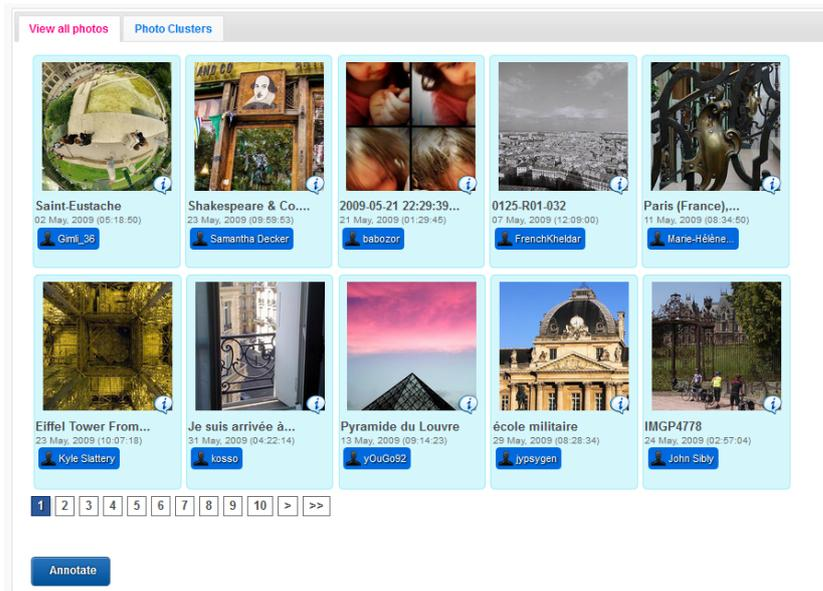 View all photos
Photo Clusters
AND CO
Saint-Eustache
02 May, 2009 (05:18:50)
Gimli_36
Shakespeare & Co....
23 May, 2009 (09:59:53)
Samantha Decker
2009-05-21 22:29:39...
21 May, 2009 (01:29:45)
babozor
0125-R01-032
07 May, 2009 (12:09:00)
FrenchKheldar
Paris (France),...
11 May, 2009 (08:34:50)
Marie-Hélène...
Eiffel Tower From...
23 May, 2009 (10:07:18)
Kyle Slattery
Je suis arrivée à...
31 May, 2009 (04:22:14)
kosso
Pyramide du Louvre
13 May, 2009 (09:14:23)
yOuGo92
école militaire
29 May, 2009 (08:28:34)
jypsygen
IMGP4778
24 May, 2009 (02:57:04)
John Sibly
1 2 3 4 5 6 7 8 9 10 > >>
Annotate